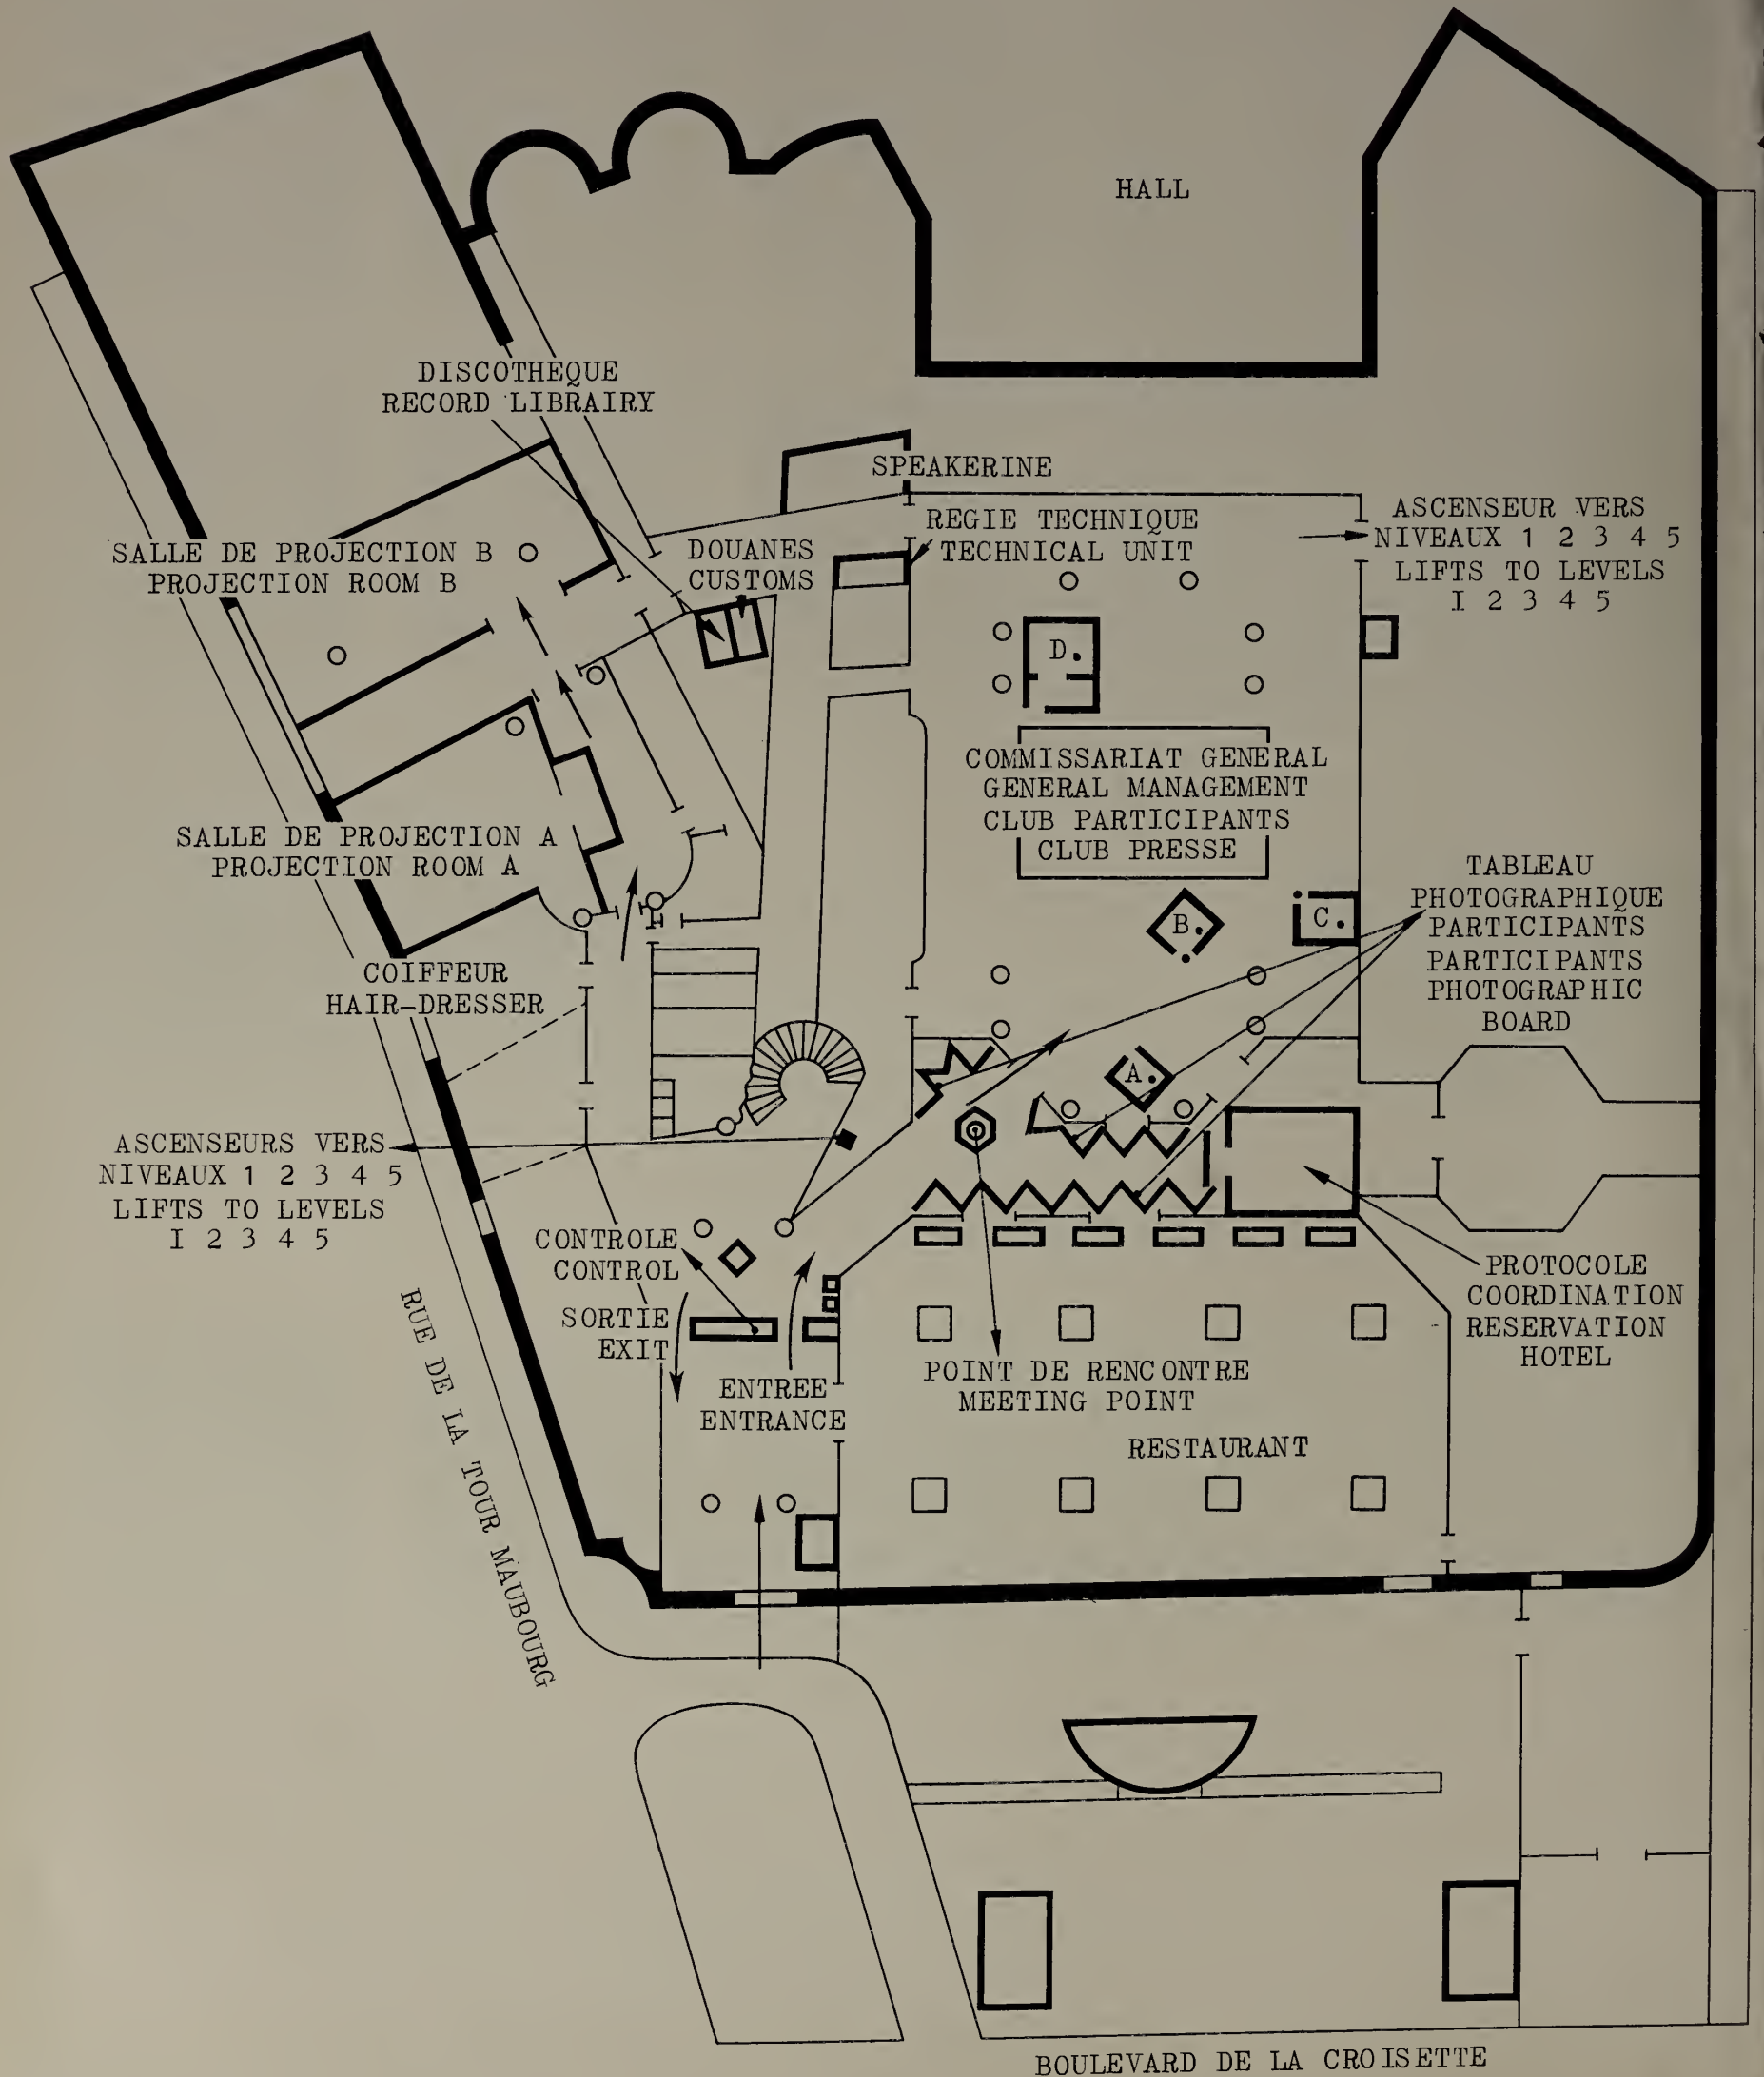 HALL
DISCOTHEQUE
RECORD LIBRAIRY
SPEAKERINE
REGIE TECHNIQUE
TECHNICAL UNIT
ASCENSEUR VERS
NIVEAUX 1 2 3 4 5
LIFTS TO LEVELS
I 2 3 4 5
SALLE DE PROJECTION B
PROJECTION ROOM B
DOUANES
CUSTOMS
D.
COMMISSARIAT GENERAL
GENERAL MANAGEMENT
CLUB PARTICIPANTS
CLUB PRESSE
SALLE DE PROJECTION A
PROJECTION ROOM A
TABLEAU
PHOTOGRAPHIQUE
PARTICIPANTS
PARTICIPANTS
PHOTOGRAPHIC
BOARD
B.
C.
COIFFEUR
HAIR-DRESSER
A.
ASCENSEURS VERS
NIVEAUX 1 2 3 4 5
LIFTS TO LEVELS
I 2 3 4 5
CONTROLE
CONTROL
SORTIE
EXIT
ENTREE
ENTRANCE
POINT DE RENCONTRE
MEETING POINT
PROTOCOLE
COORDINATION
RESERVATION
HOTEL
RESTAURANT
RUE DE LA TOUR MAUBOURG
BOULEVARD DE LA CROISETTE